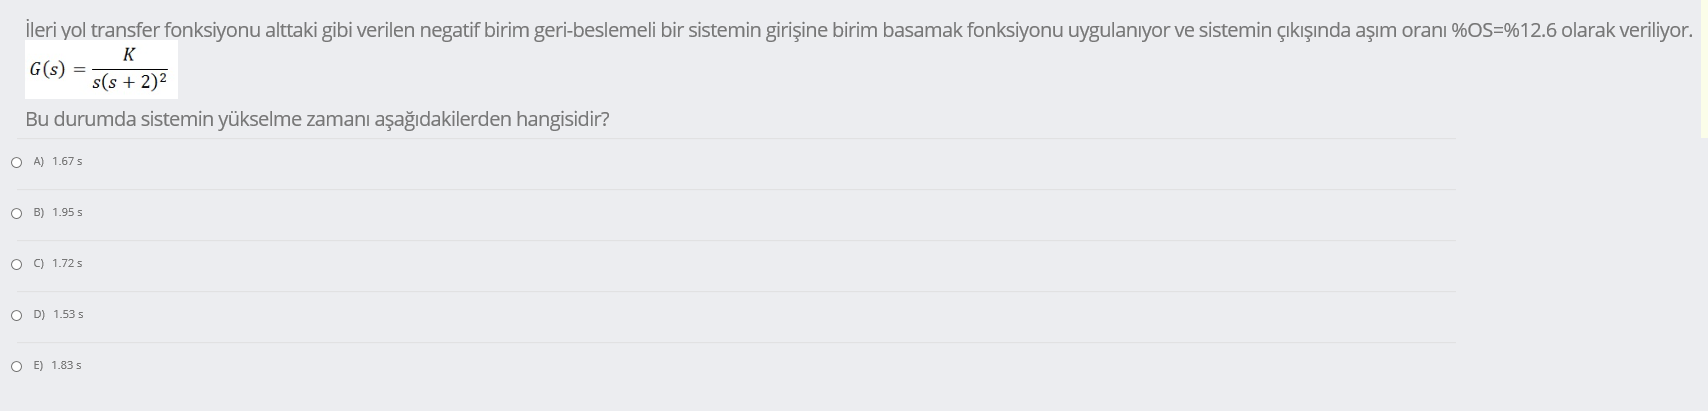 İleri yol transfer fonksiyonu alttaki gibi verilen negatif birim geri-beslemeli bir sistemin girişine birim basamak fonksiyonu uygulanıyor ve sistemin çıkışında aşım oranı %OS=%12.6 olarak veriliyor.
G(s) = K / s(s + 2)²
Bu durumda sistemin yükselme zamanı aşağıdakilerden hangisidir?
A) 1.67 s
B) 1.95 s
C) 1.72 s
D) 1.53 s
E) 1.83 s